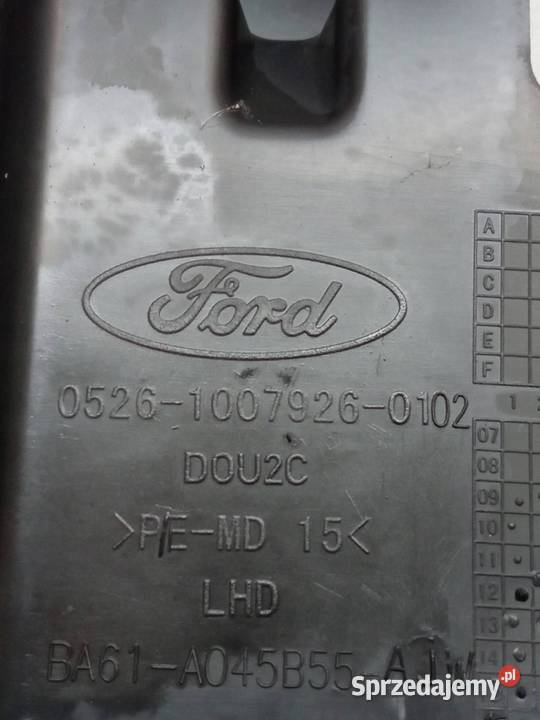 Ford
0526-1007926-0102
DOU2C
>PE-MD 15<
LHD
A
B
C
D
E
F
1
07
08
09
10
11
12
13
14
Sprzedajemy.pl